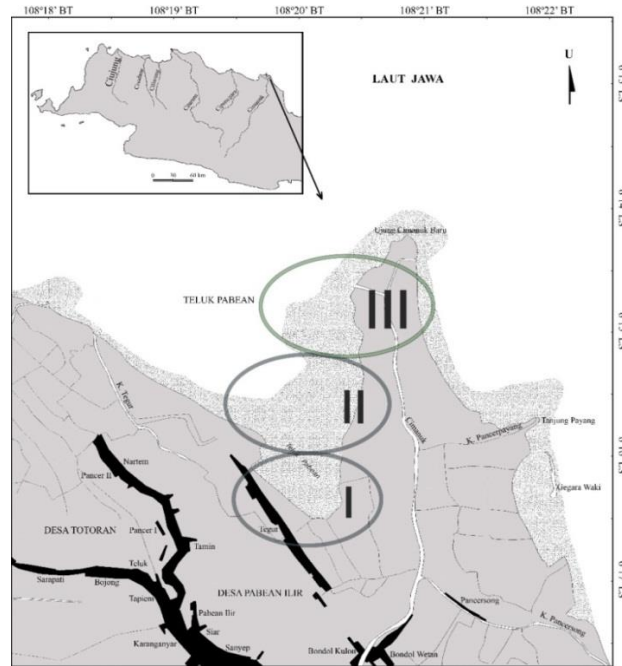 108°18' BT
108°19' BT
108°20' BT
108°21' BT
108°22' BT
LAUT JAWA
U
Ciujung
0 30 60 km
Ujung Cimanuk Baru
TELUK PABEAN
III
II
I
K. Tegur
Cimanuk
K. Pancerpayang
Tanjung Payang
Gegara Waki
Nartem
Pancer II
Tegur
DESA TOTORAN
Pancer I
Tamin
Teluk
DESA PABEAN ILIR
Sarapati
Bojong
Tapiem
Pabean Ilir
Pancersong
K. Pancersong
Siar
Karanganyar
Sanyep
Bondol Kulon
Bondol Wetan